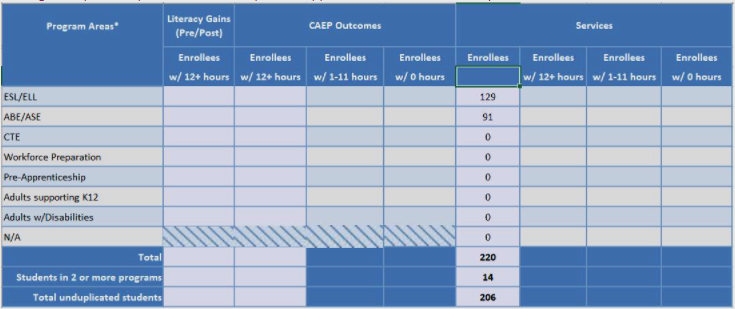 Program Areas* Literacy Gains (Pre/Post) CAEP Outcomes Services
Enrollees w/ 12+ hours Enrollees w/ 12+ hours Enrollees w/ 1-11 hours Enrollees w/ 0 hours Enrollees Enrollees w/ 12+ hours Enrollees w/ 1-11 hours Enrollees w/ 0 hours
ESL/ELL 129
ABE/ASE 91
CTE 0
Workforce Preparation 0
Pre-Apprenticeship 0
Adults supporting K12 0
Adults w/Disabilities 0
N/A 0
Total 220
Students in 2 or more programs 14
Total unduplicated students 206